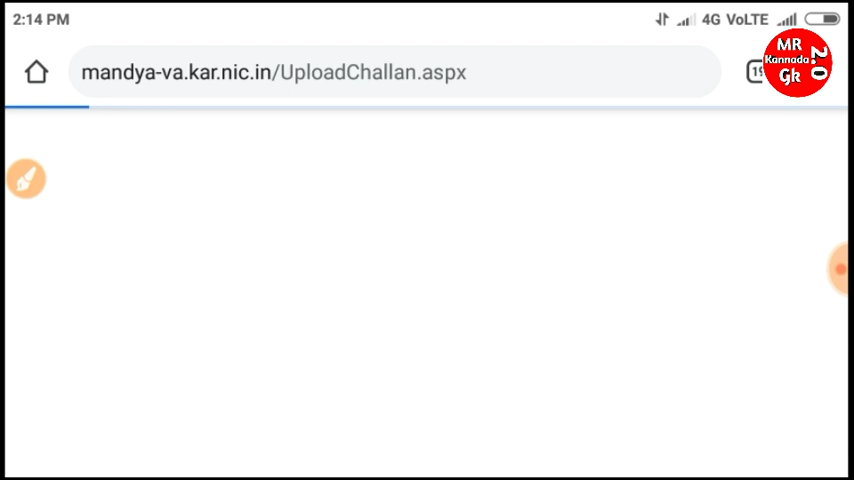 2:14 PM
4G VoLTE
mandya-va.kar.nic.in/UploadChallan.aspx
MR
Kannada
Gk
2.0